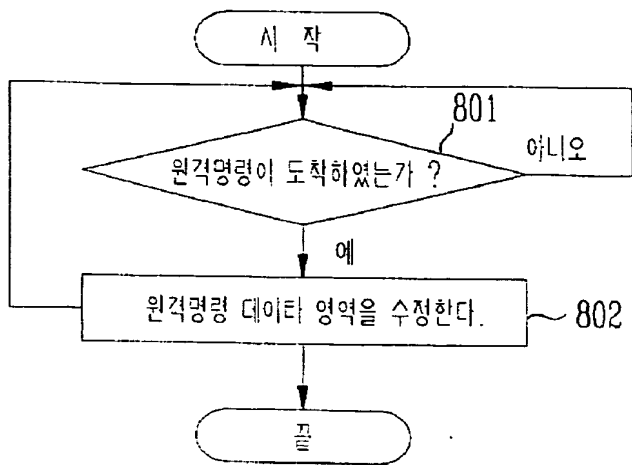 시 작
801
원격명령이 도착하였는가 ?
아니오
예
원격명령 데이타 영역을 수정한다.
802
끝